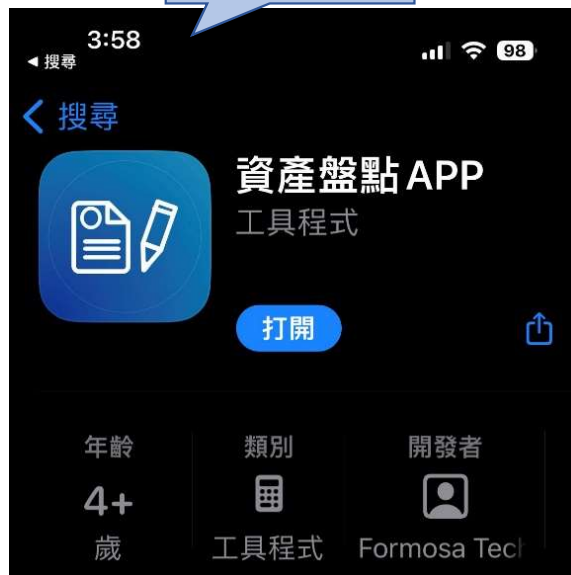 3:58
◀ 搜尋
98
搜尋
資產盤點 APP
工具程式
打開
年齡
類別
開發者
4+
歲
工具程式
Formosa Tech